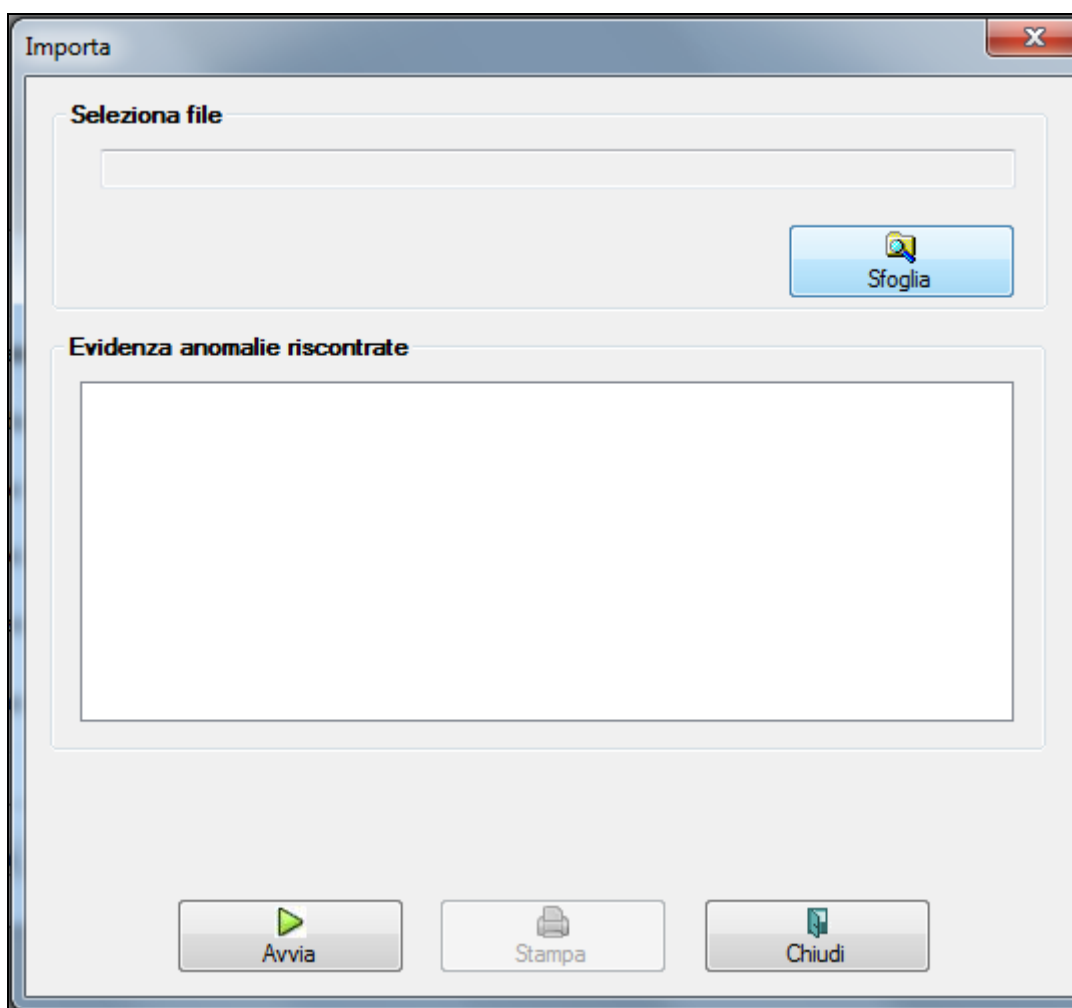 Importa
Seleziona file
Sfoglia
Evidenza anomalie riscontrate
Avvia
Stampa
Chiudi